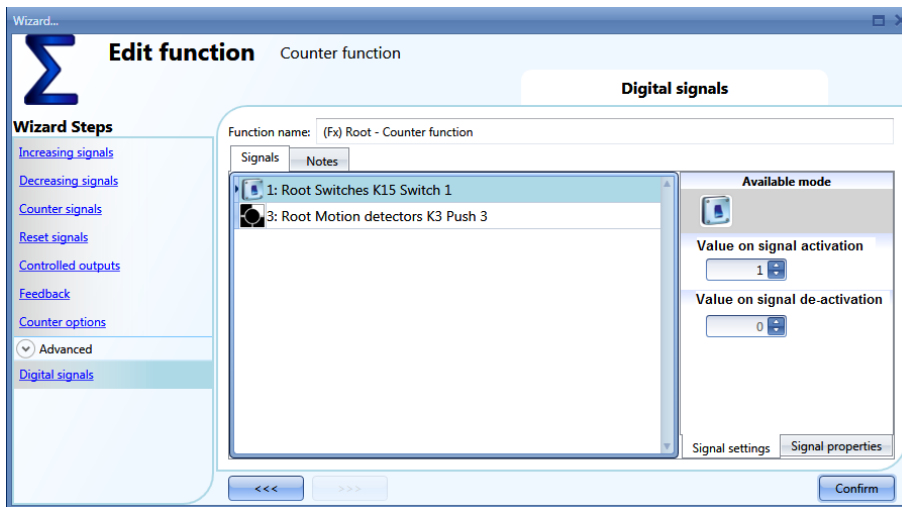 Wizard...
Edit function Counter function
Digital signals
Wizard Steps
Increasing signals
Decreasing signals
Counter signals
Reset signals
Controlled outputs
Feedback
Counter options
Advanced
Digital signals
Function name: (Fx) Root - Counter function
Signals Notes
1: Root Switches K15 Switch 1
3: Root Motion detectors K3 Push 3
Available mode
Value on signal activation
1
Value on signal de-activation
0
Signal settings Signal properties
<<< >>> Confirm